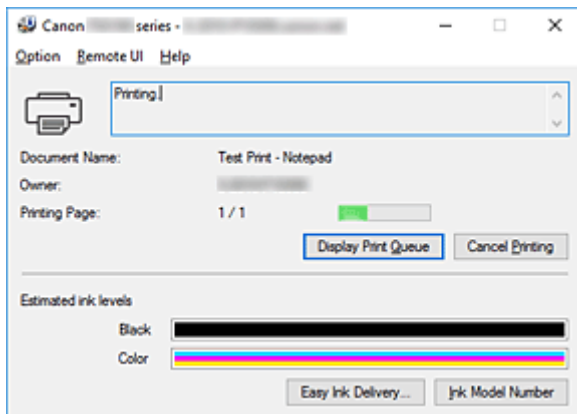 Canon series -
Option Remote UI Help
Printing.
Document Name: Test Print - Notepad
Owner:
Printing Page: 1 / 1
Display Print Queue Cancel Printing
Estimated ink levels
Black
Color
Easy Ink Delivery... Ink Model Number